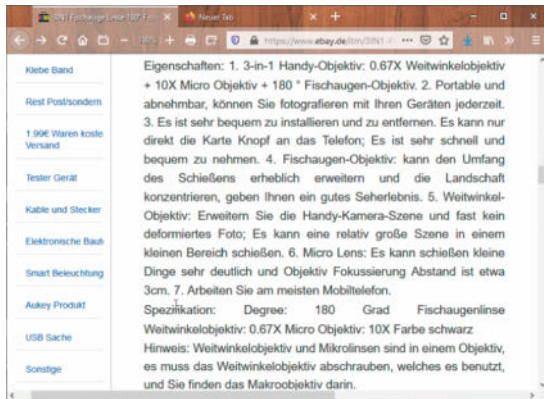 3IN1 Fischauge Linse 180°
Neuer Tab
https://www.ebay.de/itm/3IN1-F
Klebe Band
Rest Post/sondern
1.99€ Waren koste
Versand
Tester Gerät
Kable und Stecker
Elektronische Baut
Smart Beleuchtung
Aukey Produkt
USB Sache
Sonstige
Eigenschaften: 1. 3-in-1 Handy-Objektiv: 0.67X Weitwinkelobjektiv
+ 10X Micro Objektiv + 180 ° Fischaugen-Objektiv. 2. Portable und
abnehmbar, können Sie fotografieren mit Ihren Geräten jederzeit.
3. Es ist sehr bequem zu installieren und zu entfernen. Es kann nur
direkt die Karte Knopf an das Telefon; Es ist sehr schnell und
bequem zu nehmen. 4. Fischaugen-Objektiv: kann den Umfang
des Schießens erheblich erweitern und die Landschaft
konzentrieren, geben Ihnen ein gutes Seherlebnis. 5. Weitwinkel-
Objektiv: Erweitern Sie die Handy-Kamera-Szene und fast kein
deformiertes Foto; Es kann eine relativ große Szene in einem
kleinen Bereich schießen. 6. Micro Lens: Es kann schießen kleine
Dinge sehr deutlich und Objektiv Fokussierung Abstand ist etwa
3cm. 7. Arbeiten Sie am meisten Mobiltelefon.
Spezifikation: Degree: 180 Grad Fischaugenlinse
Weitwinkelobjektiv: 0.67X Micro Objektiv: 10X Farbe schwarz
Hinweis: Weitwinkelobjektiv und Mikrolinsen sind in einem Objektiv,
es muss das Weitwinkelobjektiv abschrauben, welches es benutzt,
und Sie finden das Makroobjektiv darin.